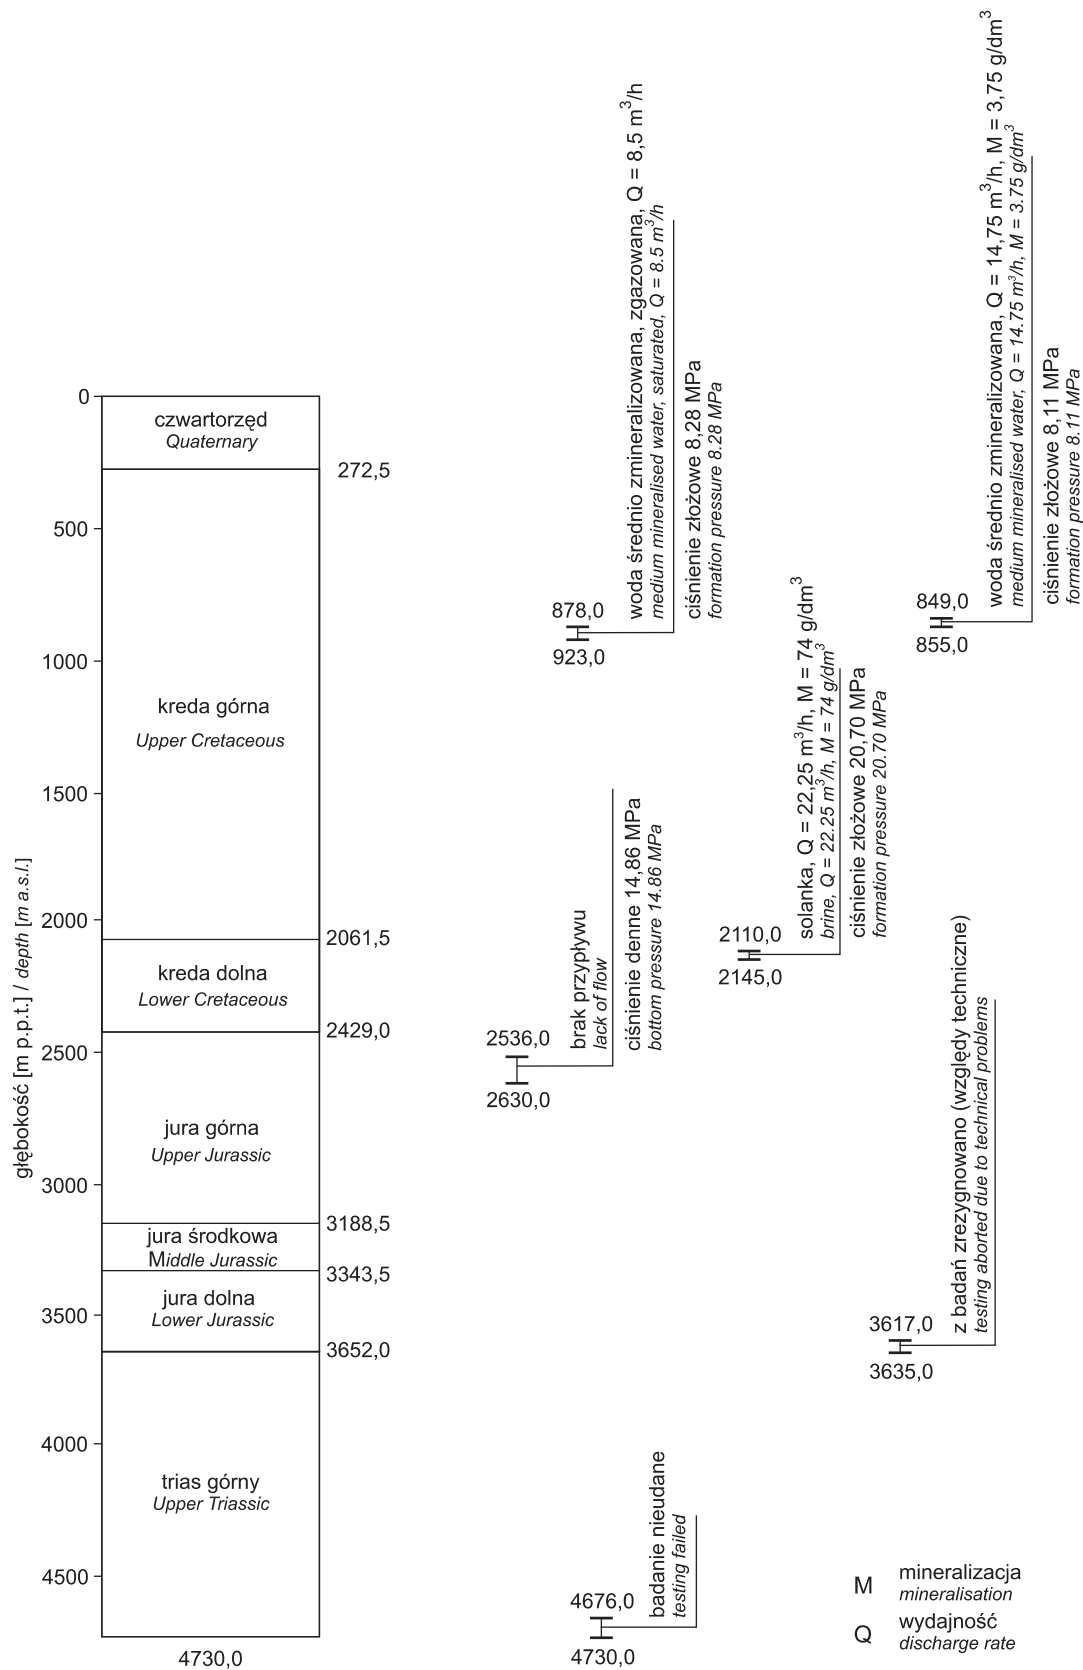 woda średnio zmineralizowana, zgazowana, Q = 8,5 m³/h
medium mineralised water, saturated, Q = 8.5 m³/h
ciśnienie złożowe 8,28 MPa
formation pressure 8.28 MPa
878,0
923,0
woda średnio zmineralizowana, Q = 14,75 m³/h, M = 3,75 g/dm³
medium mineralised water, Q = 14.75 m³/h, M = 3.75 g/dm³
ciśnienie złożowe 8,11 MPa
formation pressure 8.11 MPa
849,0
855,0
solanka, Q = 22,25 m³/h, M = 74 g/dm³
brine, Q = 22.25 m³/h, M = 74 g/dm³
ciśnienie złożowe 20,70 MPa
formation pressure 20.70 MPa
2110,0
2145,0
brak przypływu
lack of flow
ciśnienie denne 14,86 MPa
bottom pressure 14.86 MPa
2536,0
2630,0
z badań zrezygnowano (względy techniczne)
testing aborted due to technical problems
3617,0
3635,0
badanie nieudane
testing failed
4676,0
4730,0
głębokość [m p.p.t.] / depth [m a.s.l.]
0
500
1000
1500
2000
2500
3000
3500
4000
4500
czwartorzęd
Quaternary
272,5
kreda górna
Upper Cretaceous
2061,5
kreda dolna
Lower Cretaceous
2429,0
jura górna
Upper Jurassic
3188,5
jura środkowa
Middle Jurassic
3343,5
jura dolna
Lower Jurassic
3652,0
trias górny
Upper Triassic
4730,0
M mineralizacja
mineralisation
Q wydajność
discharge rate